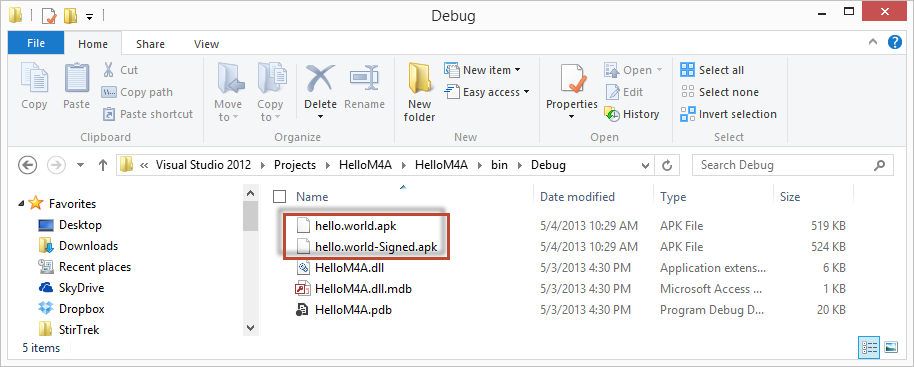 Debug
File Home Share View
Copy Paste Cut Copy path Paste shortcut Move to Copy to Delete Rename New folder New item Easy access Properties Open Edit History Select all Select none Invert selection
Clipboard Organize New Open Select
« Visual Studio 2012 Projects HelloM4A HelloM4A bin Debug Search Debug
Name Date modified Type Size
Favorites
Desktop
Downloads
Recent places
SkyDrive
Dropbox
StirTrek
hello.world.apk 5/4/2013 10:29 AM APK File 519 KB
hello.world-Signed.apk 5/4/2013 10:29 AM APK File 524 KB
HelloM4A.dll 5/3/2013 4:30 PM Application exten... 6 KB
HelloM4A.dll.mdb 5/3/2013 4:30 PM Microsoft Access ... 2 KB
HelloM4A.pdb 5/3/2013 4:30 PM Program Debug D... 20 KB
5 items